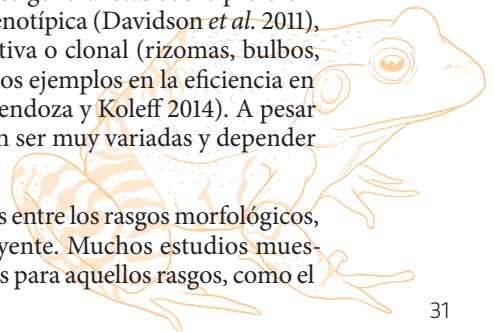 enotípica (Davidson et al. 2011),
tiva o clonal (rizomas, bulbos,
os ejemplos en la eficiencia en
endoza y Koleff 2014). A pesar
n ser muy variadas y depender
s entre los rasgos morfológicos,
yente. Muchos estudios mues-
s para aquellos rasgos, como el
31